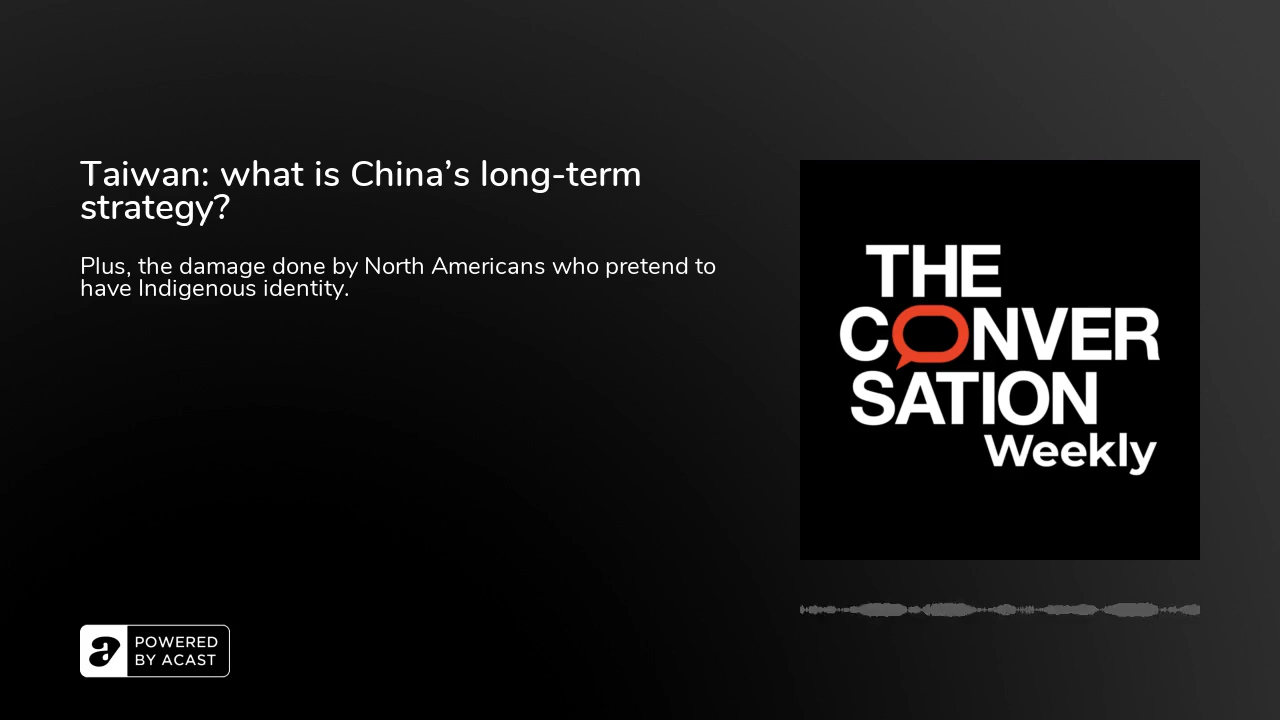 Taiwan: what is China’s long-term
strategy?
Plus, the damage done by North Americans who pretend to
have Indigenous identity.
THE
CONVER
SATION
Weekly
a POWERED
BY ACAST